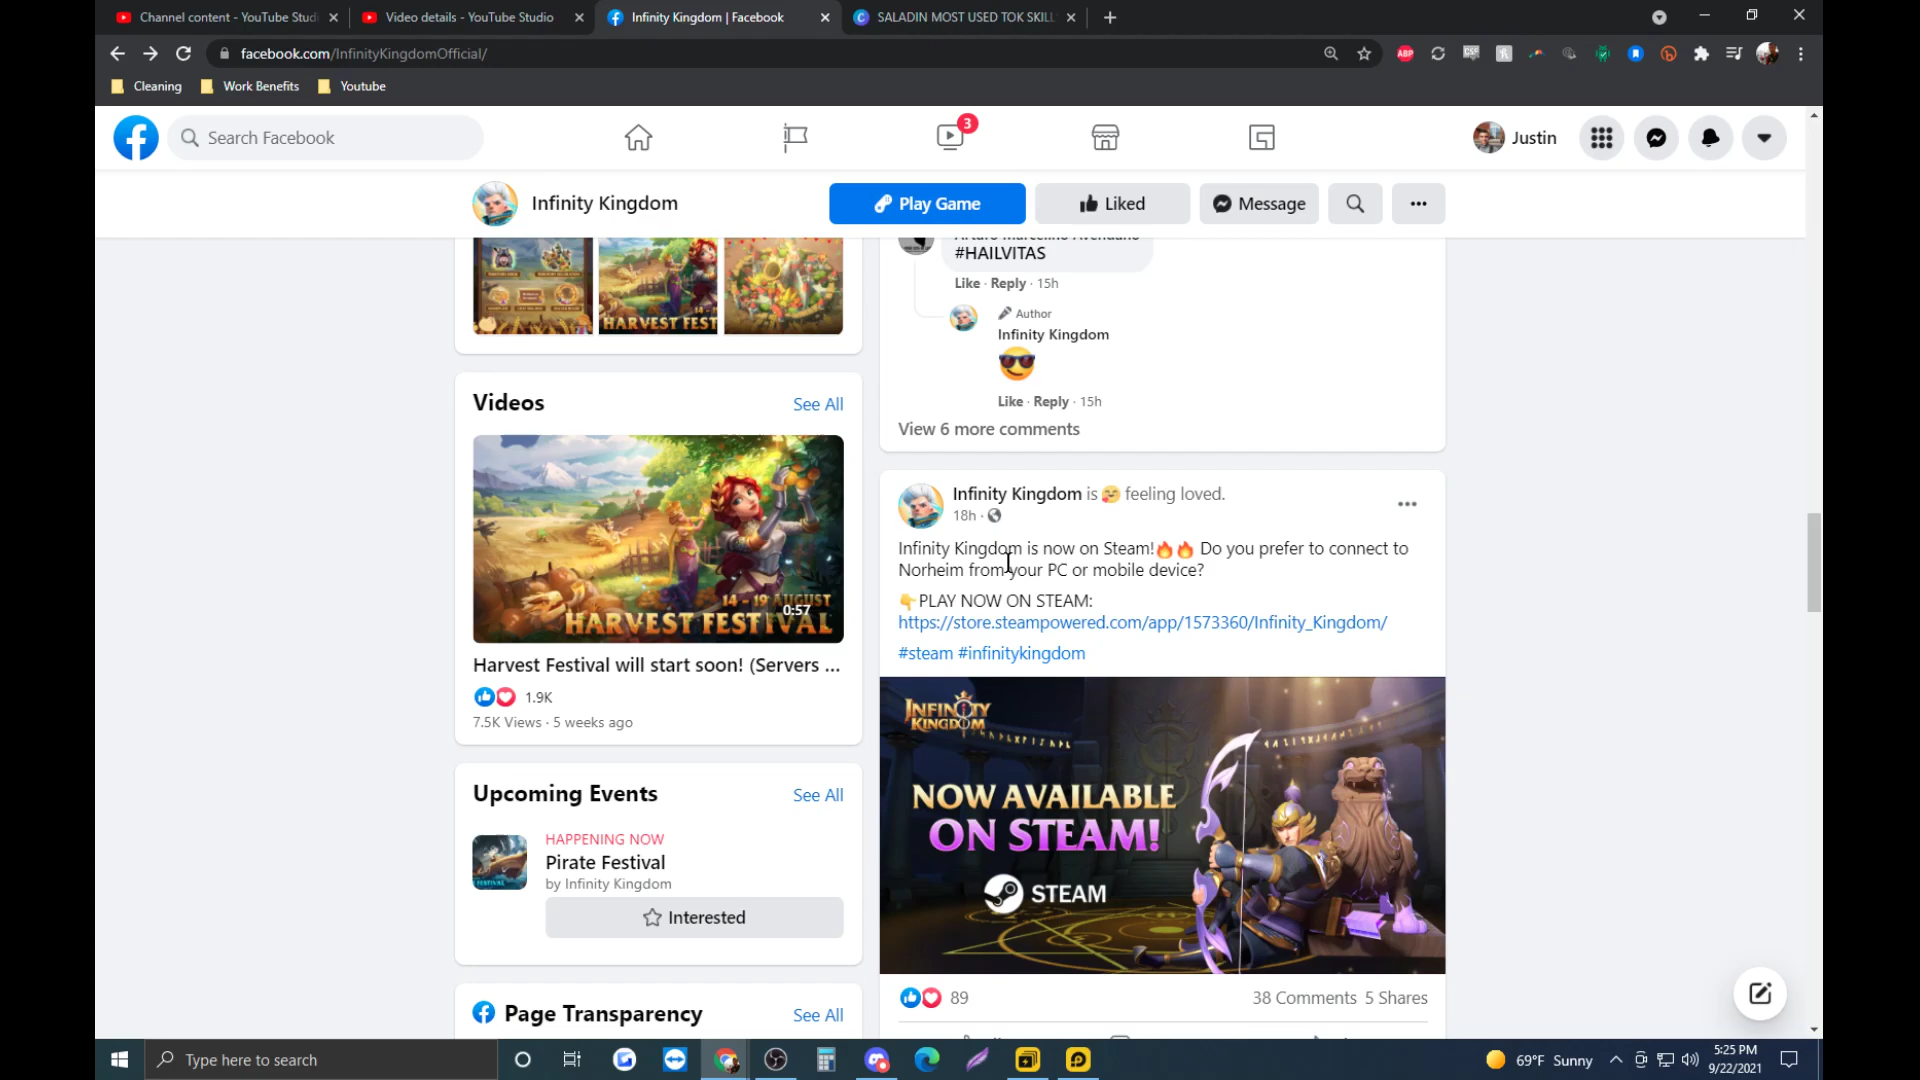 Channel content - YouTube Studi
Video details - YouTube Studio
Infinity Kingdom | Facebook
SALADIN MOST USED TOK SKILL
facebook.com/InfinityKingdomOfficial/
Cleaning
Work Benefits
Youtube
Search Facebook
3
Justin
Infinity Kingdom
Play Game
Liked
Message
HARVEST FEST
#HAILVITAS
Like · Reply · 15h
Author
Infinity Kingdom
Like · Reply · 15h
View 6 more comments
Videos
See All
14 - 19 AUGUST
0:57
HARVEST FESTIVAL
Harvest Festival will start soon! (Servers ...
1.9K
7.5K Views · 5 weeks ago
Upcoming Events
See All
HAPPENING NOW
Pirate Festival
by Infinity Kingdom
Interested
Page Transparency
See All
Infinity Kingdom is 🥰 feeling loved.
18h ·
Infinity Kingdom is now on Steam!🔥🔥 Do you prefer to connect to
Norheim from your PC or mobile device?
👇PLAY NOW ON STEAM:
https://store.steampowered.com/app/1573360/Infinity_Kingdom/
#steam #infinitykingdom
INFINITY
KINGDOM
NOW AVAILABLE
ON STEAM!
STEAM
89
38 Comments 5 Shares
Type here to search
69°F Sunny
5:25 PM
9/22/2021